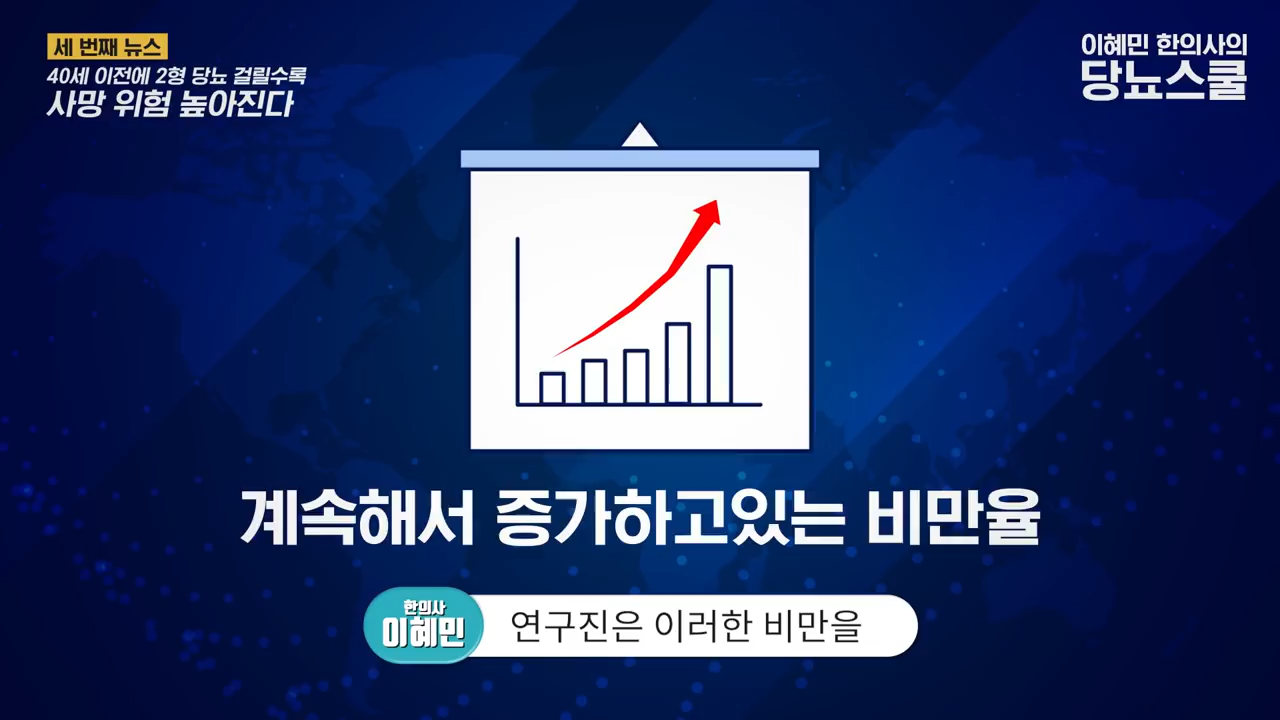 세 번째 뉴스
40세 이전에 2형 당뇨 걸릴수록
사망 위험 높아진다
이혜민 한의사의
당뇨스쿨
계속해서 증가하고있는 비만율
한의사
이혜민
연구진은 이러한 비만을